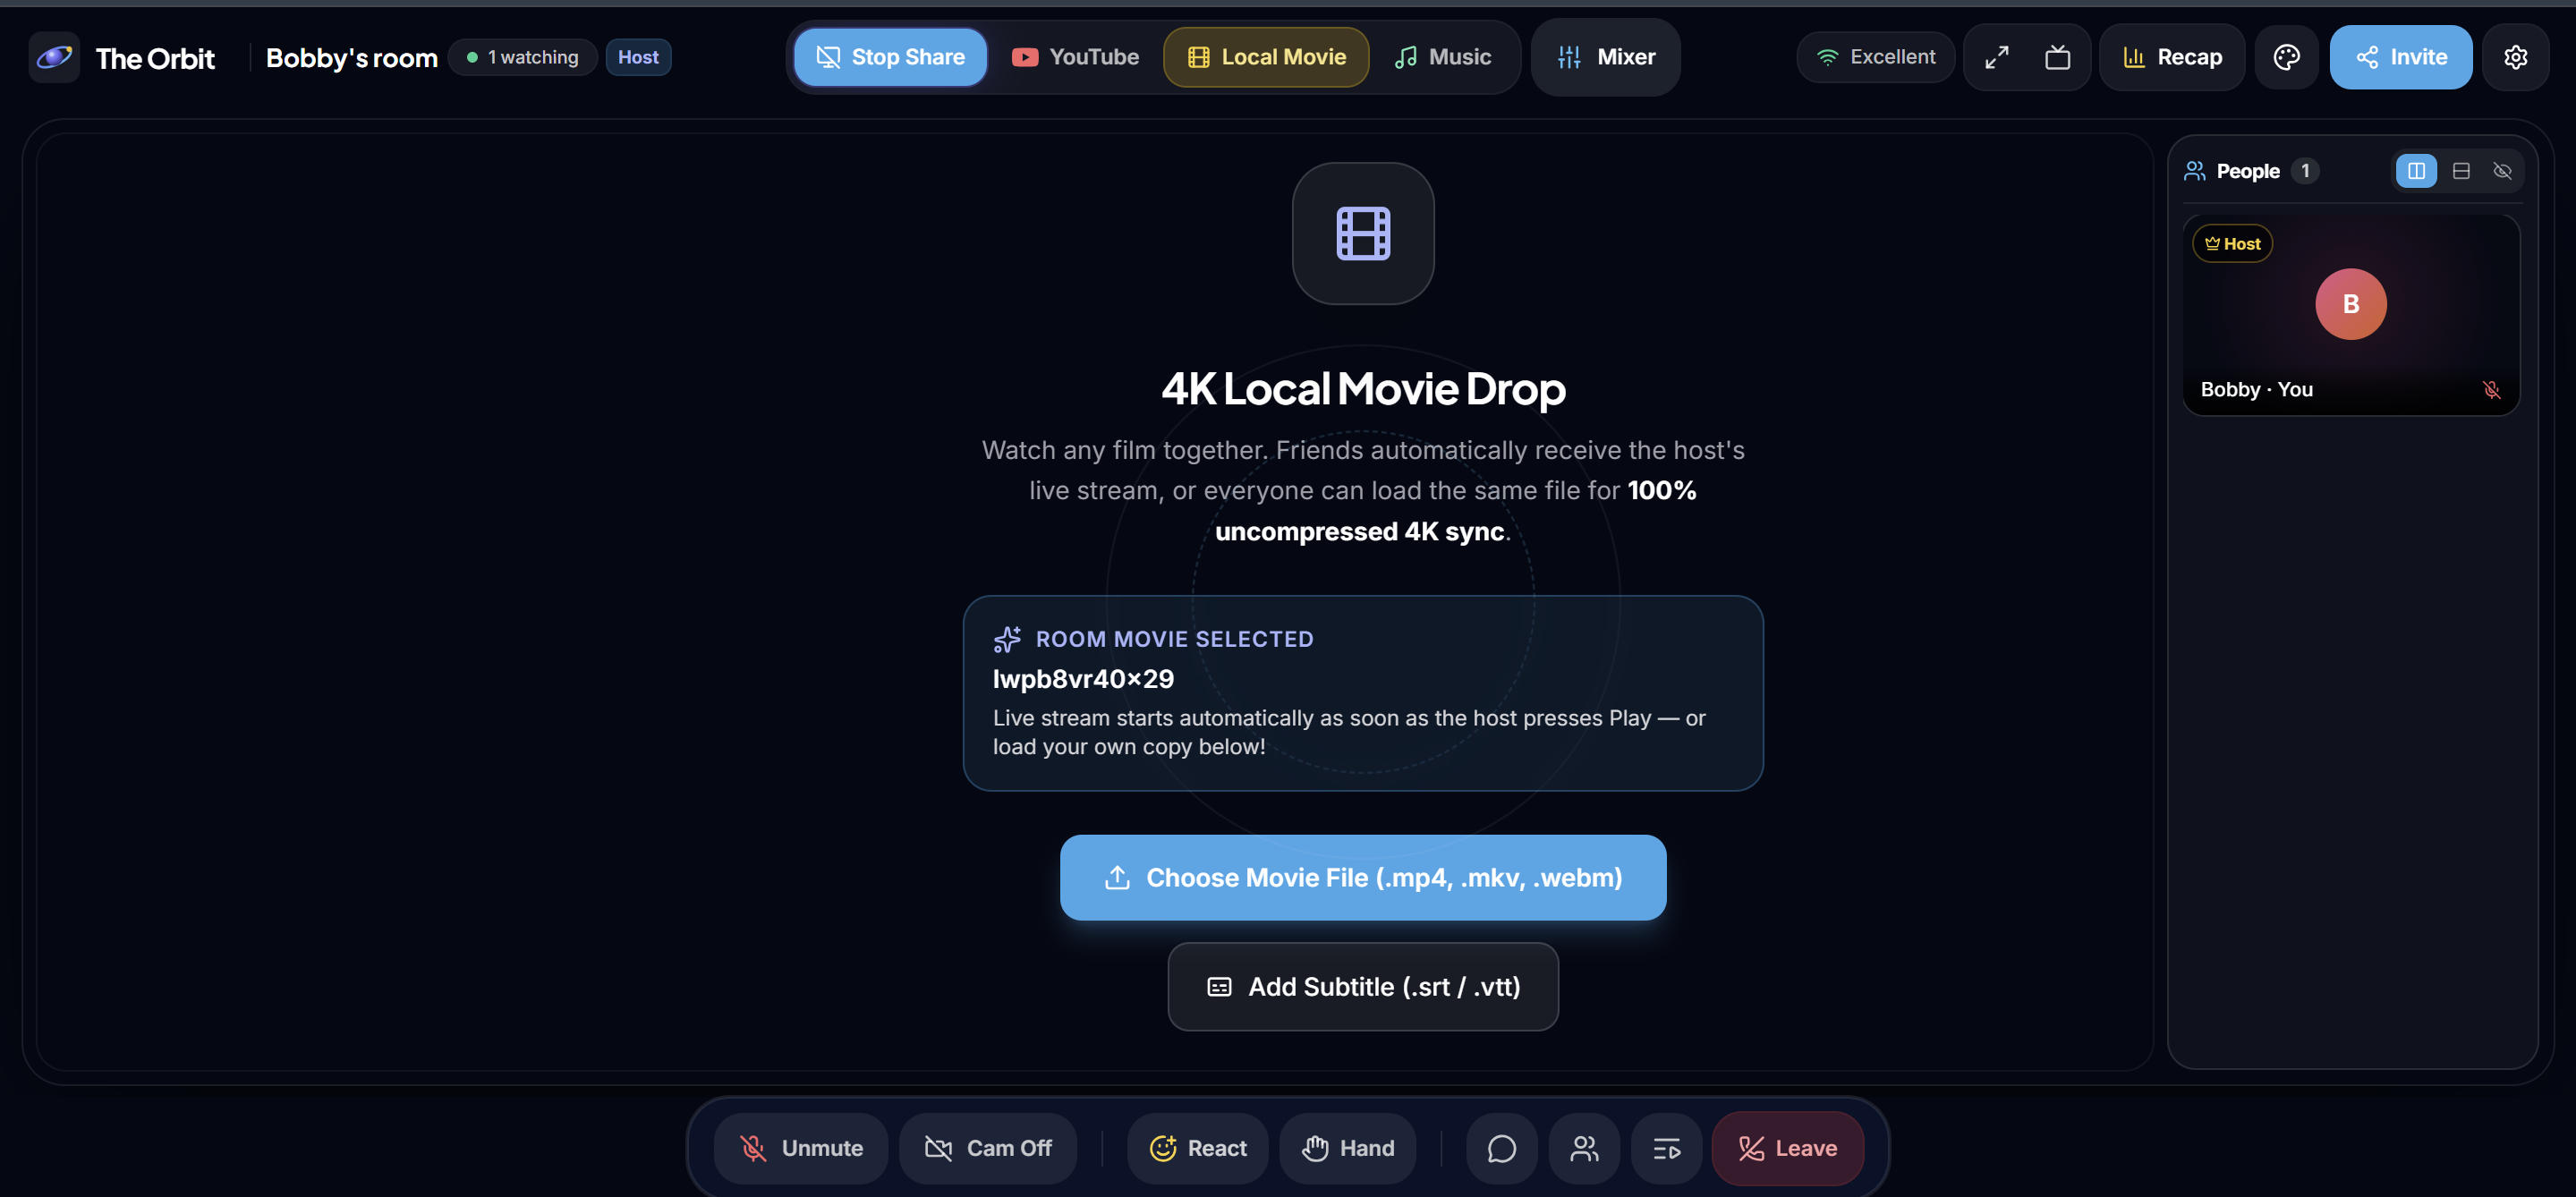 The Orbit
Bobby's room
1 watching
Host
Stop Share
YouTube
Local Movie
Music
Mixer
Excellent
Recap
Invite
People 1
Host
B
Bobby · You
4K Local Movie Drop
Watch any film together. Friends automatically receive the host's
live stream, or everyone can load the same file for 100%
uncompressed 4K sync.
ROOM MOVIE SELECTED
lwpb8vr40x29
Live stream starts automatically as soon as the host presses Play — or
load your own copy below!
Choose Movie File (.mp4, .mkv, .webm)
Add Subtitle (.srt / .vtt)
Unmute
Cam Off
React
Hand
Leave